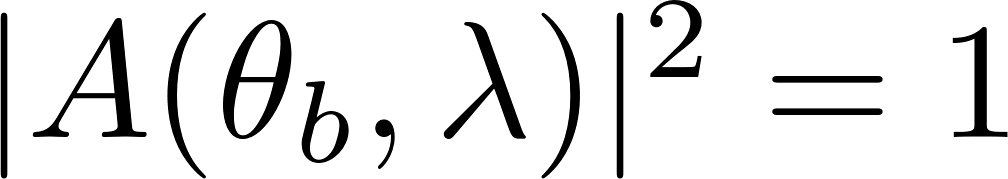 |A(θ_b, λ)|² = 1